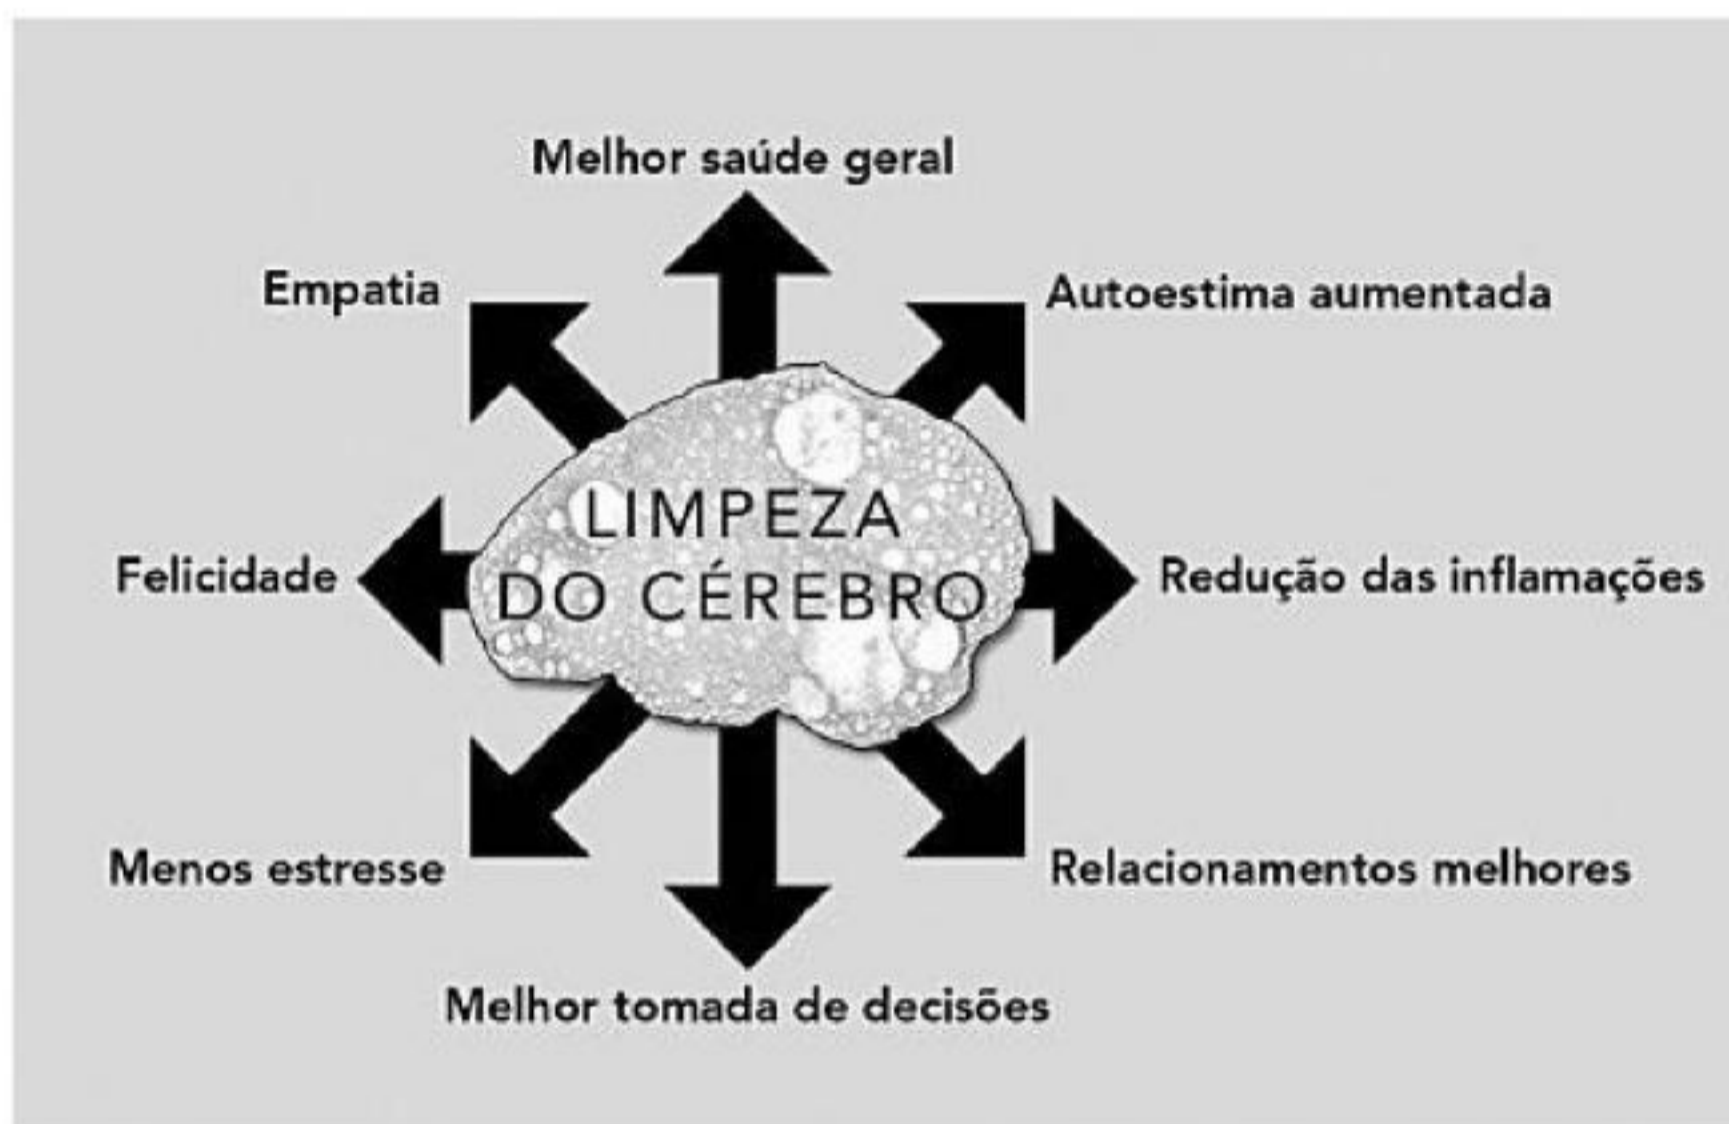 Melhor saúde geral
Empatia
Autoestima aumentada
LIMPEZA
DO CÉREBRO
Felicidade
Redução das inflamações
Menos estresse
Relacionamentos melhores
Melhor tomada de decisões